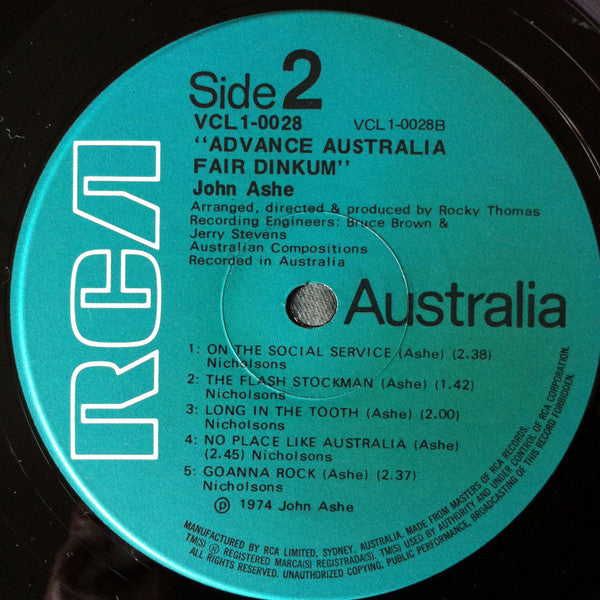 RCA
Side 2
VCL1-0028 VCL1-0028B
"ADVANCE AUSTRALIA
FAIR DINKUM"
John Ashe
Arranged, directed & produced by Rocky Thomas
Recording Engineers: Bruce Brown &
Jerry Stevens
Australian Compositions
Recorded in Australia
Australia
1: ON THE SOCIAL SERVICE (Ashe) (2.38)
Nicholsons
2: THE FLASH STOCKMAN (Ashe) (1.42)
Nicholsons
3: LONG IN THE TOOTH (Ashe) (2.00)
Nicholsons
4: NO PLACE LIKE AUSTRALIA (Ashe)
(2.45) Nicholsons
5: GOANNA ROCK (Ashe) (2.37)
Nicholsons
℗ 1974 John Ashe
MANUFACTURED BY RCA LIMITED, SYDNEY, AUSTRALIA. MADE FROM MASTERS OF RCA RECORDS.
TM(S) ® REGISTERED MARCA(S) REGISTRADA(S). TM(S) USED BY AUTHORITY AND UNDER CONTROL OF RCA CORPORATION.
ALL RIGHTS RESERVED. UNAUTHORIZED COPYING, PUBLIC PERFORMANCE, BROADCASTING OF THIS RECORD FORBIDDEN.